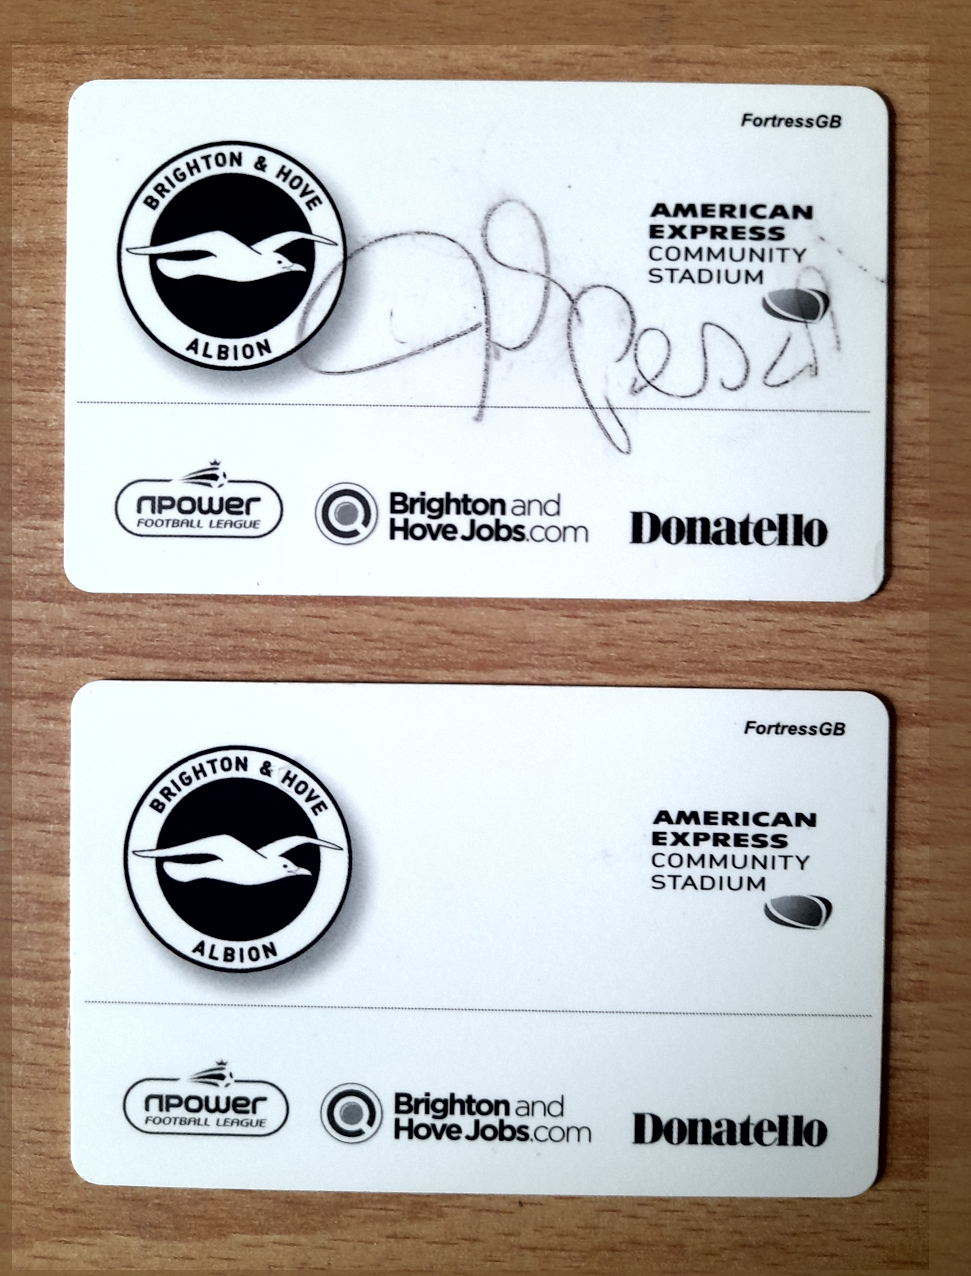 FortressGB
BRIGHTON & HOVE
ALBION
AMERICAN
EXPRESS
COMMUNITY
STADIUM
npower
FOOTBALL LEAGUE
Brighton and
Hove Jobs.com
Donatello
FortressGB
BRIGHTON & HOVE
ALBION
AMERICAN
EXPRESS
COMMUNITY
STADIUM
npower
FOOTBALL LEAGUE
Brighton and
Hove Jobs.com
Donatello